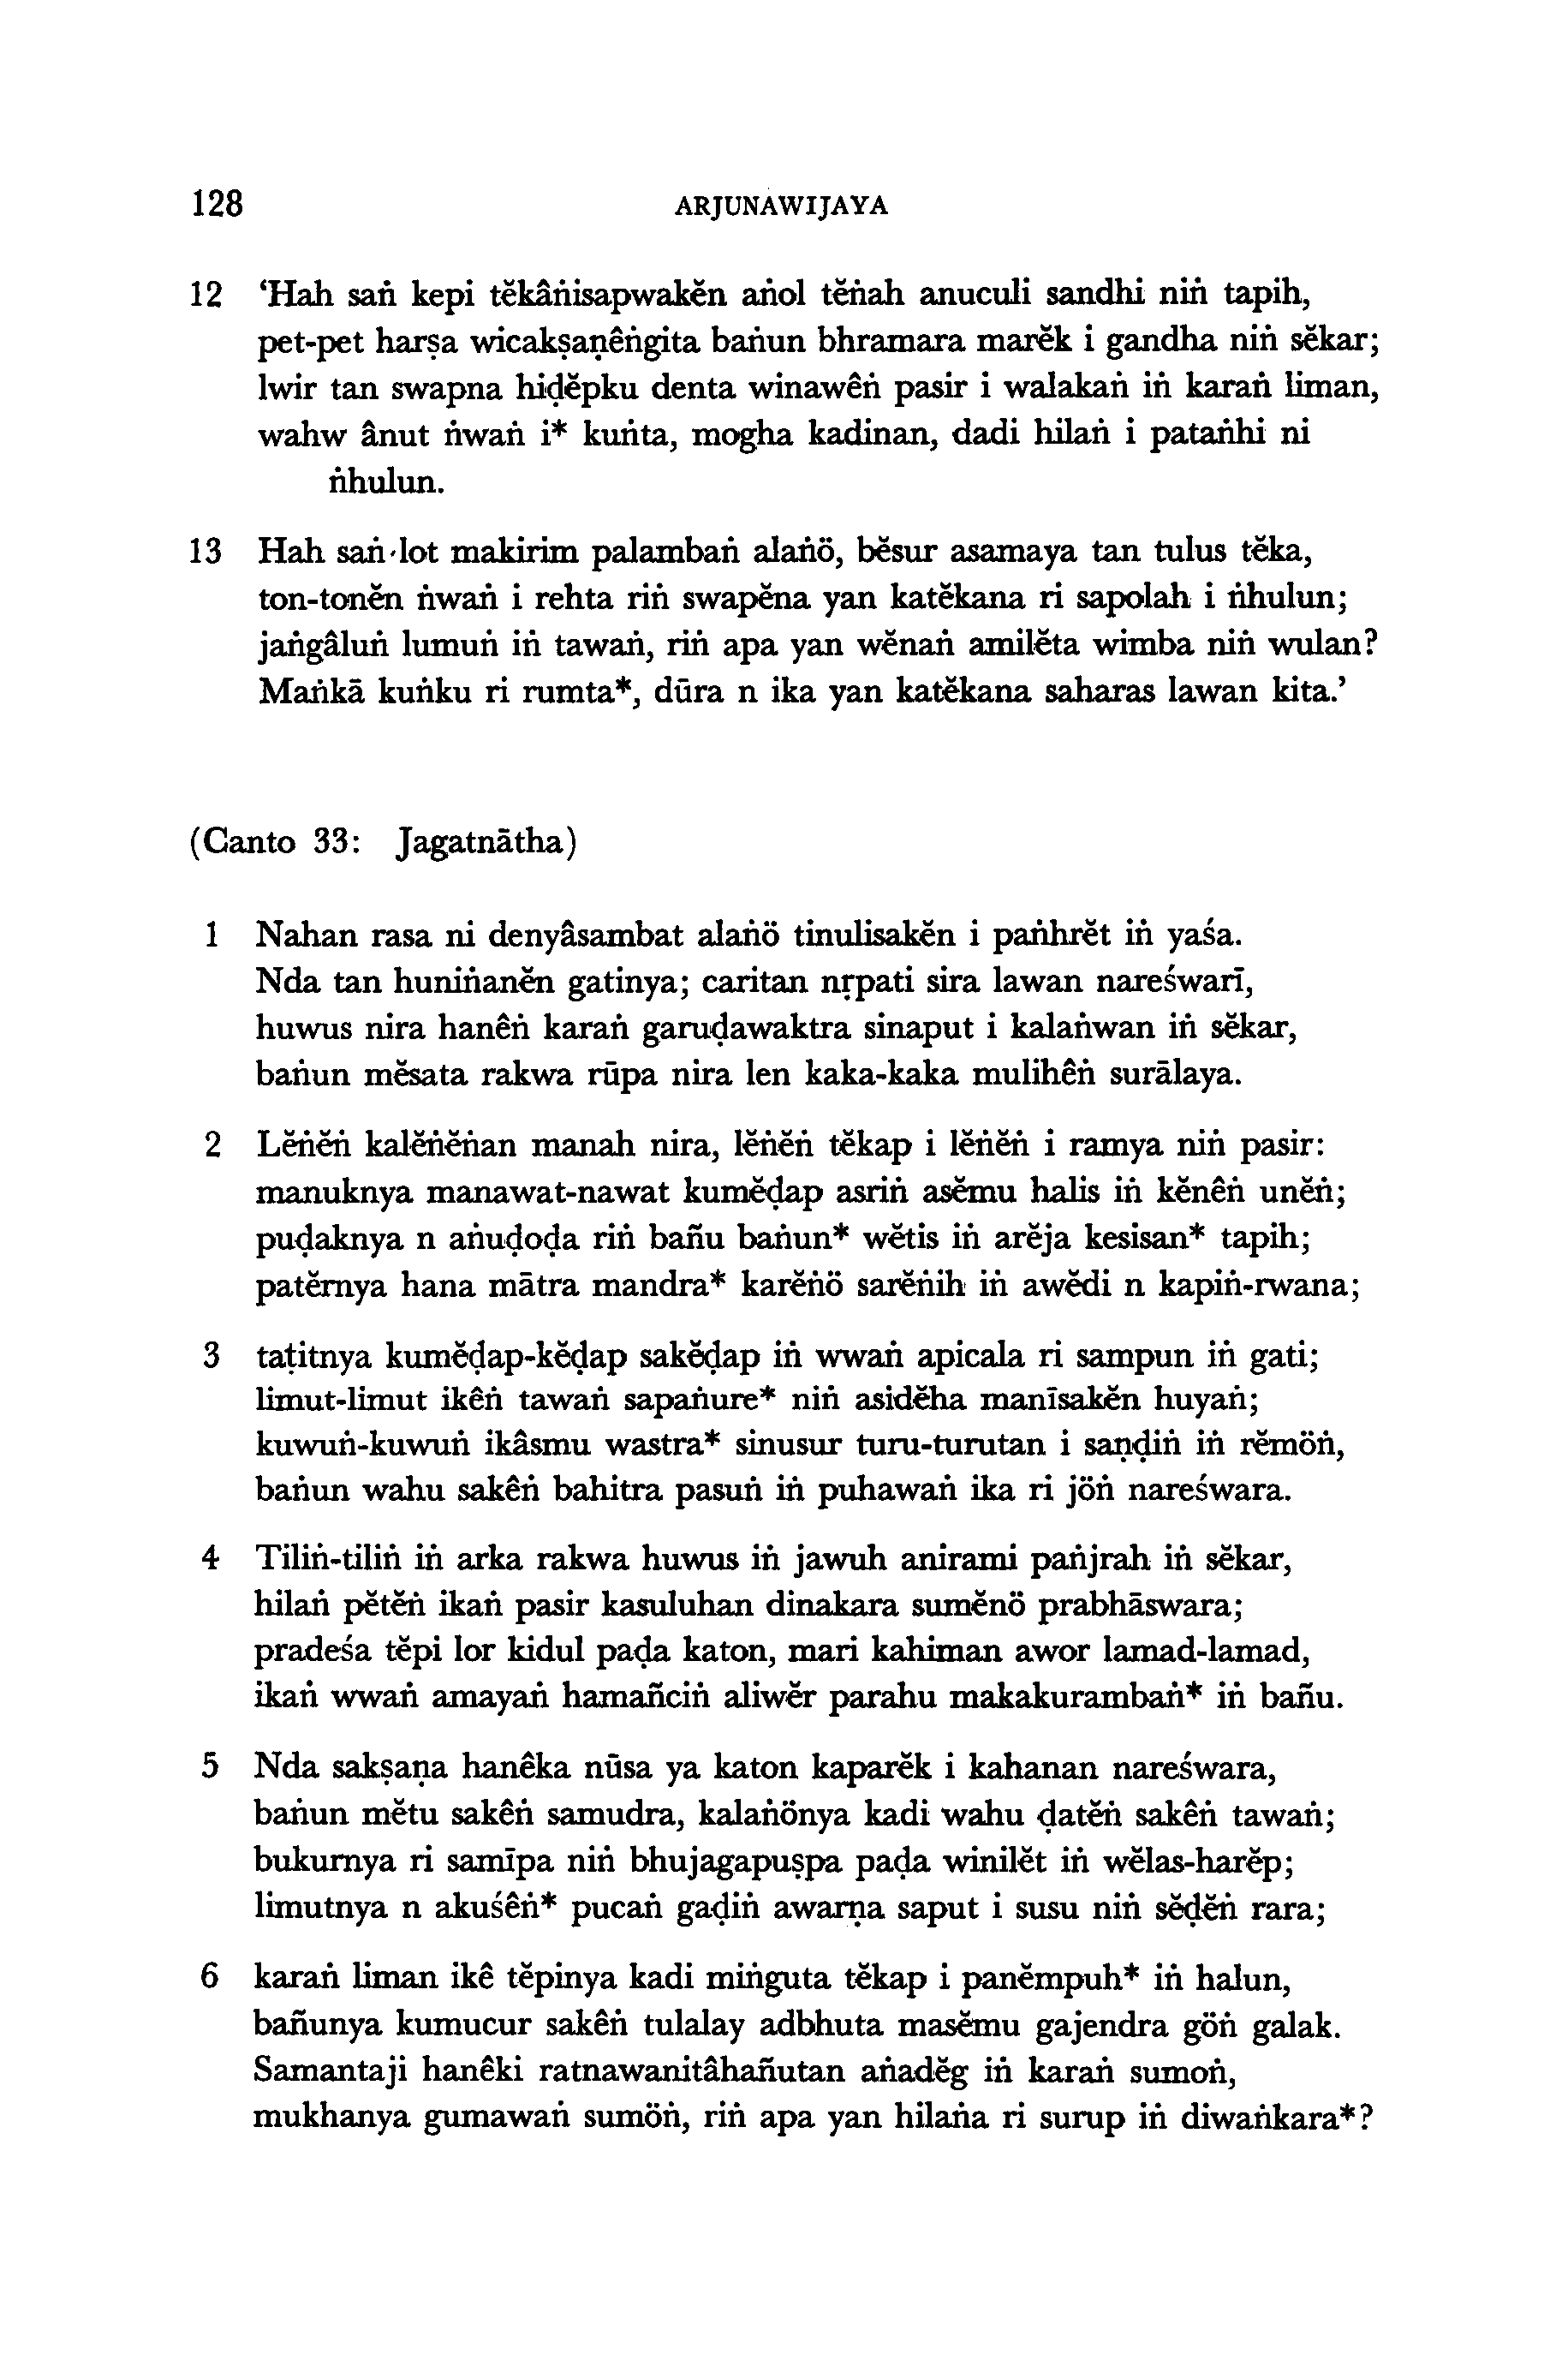 128 ARJUNAWIJAYA
12 ‘Hah saṅ kepi tĕkâṅisapwakĕn aṅol tĕṅah anuculi sandhi niṅ tapih,
pet-pet harṣa wicakṣaṇêṅgita baṅun bhramara marĕk i gandha niṅ sĕkar;
lwir tan swapna hiḍĕpku denta winawêṅ pasir i walakaṅ iṅ karaṅ liman,
wahw ânut ṅwaṅ i* kuṅta, mogha kadinan, dadi hilaṅ i pataṅhi ni
ṅhulun.
13 Hah saṅ lot makirim palambaṅ alaṅö, bĕsur asamaya tan tulus tĕka,
ton-tonĕn ṅwaṅ i rehta riṅ swapĕna yan katĕkana ri sapolah i ṅhulun;
jaṅgâluṅ lumuṅ iṅ tawaṅ, riṅ apa yan wĕnaṅ amilĕta wimba niṅ wulan?
Maṅkā kuṅku ri rumta*, dūra n ika yan katĕkana saharas lawan kita.’
(Canto 33: Jagatnātha)
1 Nahan rasa ni denyâsambat alaṅö tinulisakĕn i paṅhrĕt iṅ yaśa.
Nda tan huniṅanĕn gatinya; caritan nṛpati sira lawan nareśwarī,
huwus nira hanêṅ karaṅ garuḍawaktra sinaput i kalaṅwan iṅ sĕkar,
baṅun mĕsata rakwa rūpa nira len kaka-kaka mulihêṅ surālaya.
2 Lĕṅĕṅ kalĕṅĕṅan manah nira, lĕṅĕṅ tĕkap i lĕṅĕṅ i ramya niṅ pasir:
manuknya manawat-nawat kumĕḍap asriṅ asĕmu halis iṅ kĕnêṅ unĕṅ;
puḍaknya n aṅuḍoḍa riṅ bañu baṅun* wĕtis iṅ arĕja kesisan* tapih;
patĕrnya hana mātra mandra* karĕṅö sarĕṅih iṅ awĕdi n kapiṅ-rwana;
3 taṭitnya kumĕḍap-kĕḍap sakĕḍap iṅ wwaṅ apicala ri sampun iṅ gati;
limut-limut ikêṅ tawaṅ sapaṅure* niṅ asidĕha manīsakĕn huyaṅ;
kuwuṅ-kuwuṅ ikâsmu wastra* sinusur turu-turutan i saṇḍiṅ iṅ rĕmöṅ,
baṅun wahu sakêṅ bahitra pasuṅ iṅ puhawaṅ ika ri jöṅ nareśwara.
4 Tiliṅ-tiliṅ iṅ arka rakwa huwus iṅ jawuh anirami paṅjrah iṅ sĕkar,
hilaṅ pĕtĕṅ ikaṅ pasir kasuluhan dinakara sumĕnö prabhāswara;
pradeśa tĕpi lor kidul paḍa katon, mari kahiman awor lamad-lamad,
ikaṅ wwaṅ amayaṅ hamañciṅ aliwĕr parahu makakurambaṅ* iṅ bañu.
5 Nda sakṣaṇa hanêka nūsa ya katon kaparĕk i kahanan nareśwara,
baṅun mĕtu sakêṅ samudra, kalaṅönya kadi wahu ḍatĕṅ sakêṅ tawaṅ;
bukurnya ri samīpa niṅ bhujagapuṣpa paḍa winilĕt iṅ wĕlas-harĕp;
limutnya n akuśêṅ* pucaṅ gaḍiṅ awarṇa saput i susu niṅ sĕḍĕṅ rara;
6 karaṅ liman ikê tĕpinya kadi miṅguta tĕkap i panĕmpuh* iṅ halun,
bañunya kumucur sakêṅ tulalay adbhuta masĕmu gajendra göṅ galak.
Samantaji hanêki ratnawanitâhañutan aṅadĕg iṅ karaṅ sumoṅ,
mukhanya gumawaṅ sumöṅ, riṅ apa yan hilaṅa ri surup iṅ diwaṅkara*?